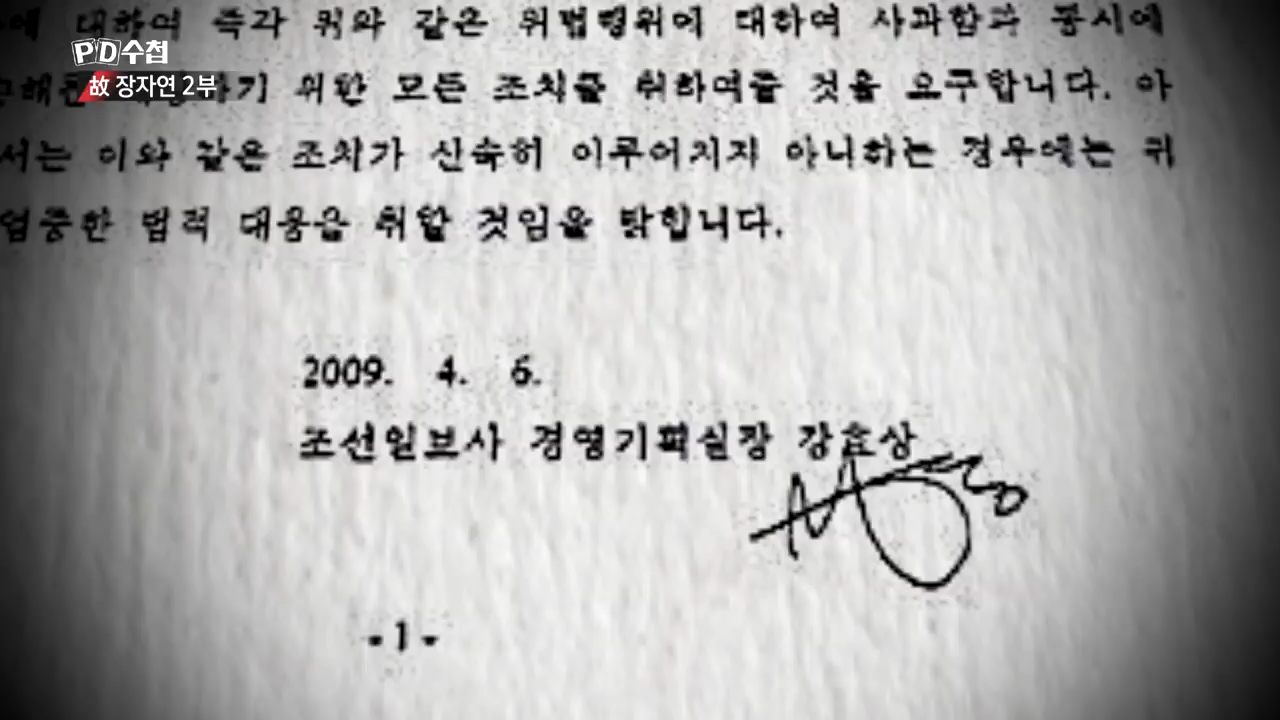 에 대하여 즉각 귀와 같은 위법행위에 대하여 사과함과 동시에
PD수첩
故 장자연 2부
기 위한 모든 조치를 취하여줄 것을 요구합니다. 아
서는 이와 같은 조치가 신속히 이루어지지 아니하는 경우에는 귀
엄중한 법적 대응을 취할 것임을 밝힙니다.
2009. 4. 6.
조선일보사 경영기획실장 강효상
- 1 -